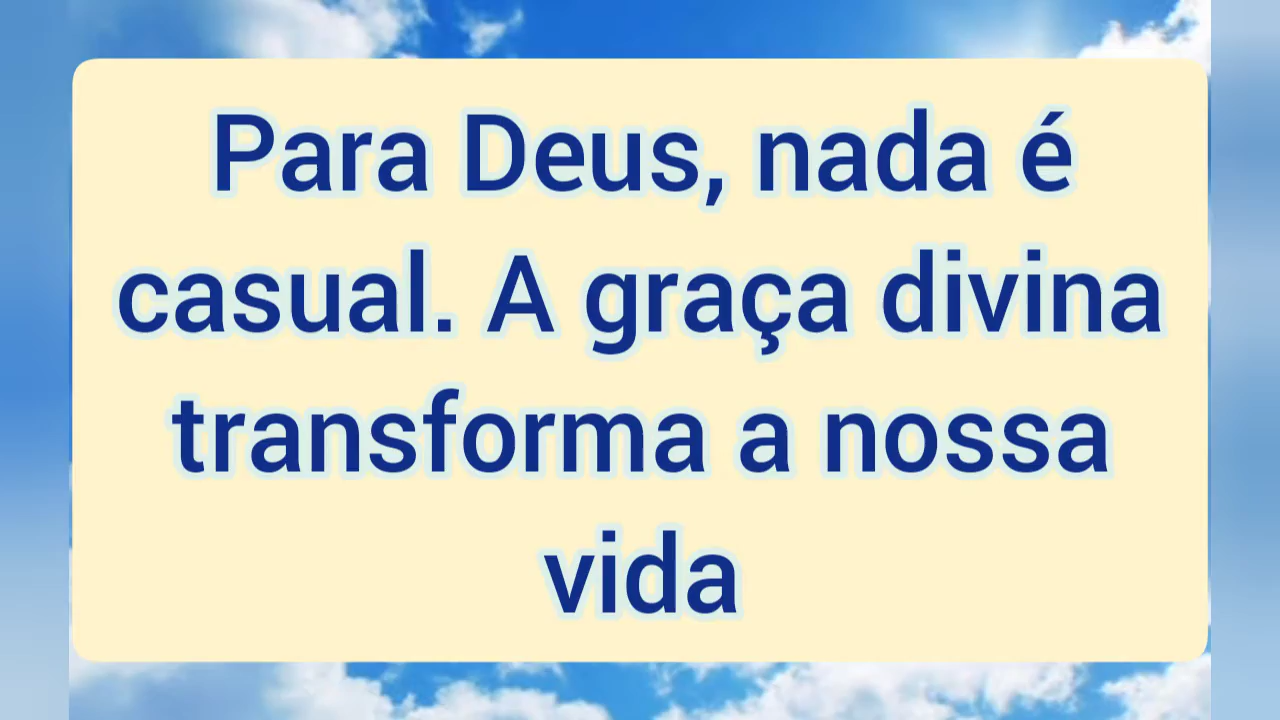 Para Deus, nada é
casual. A graça divina
transforma a nossa
vida